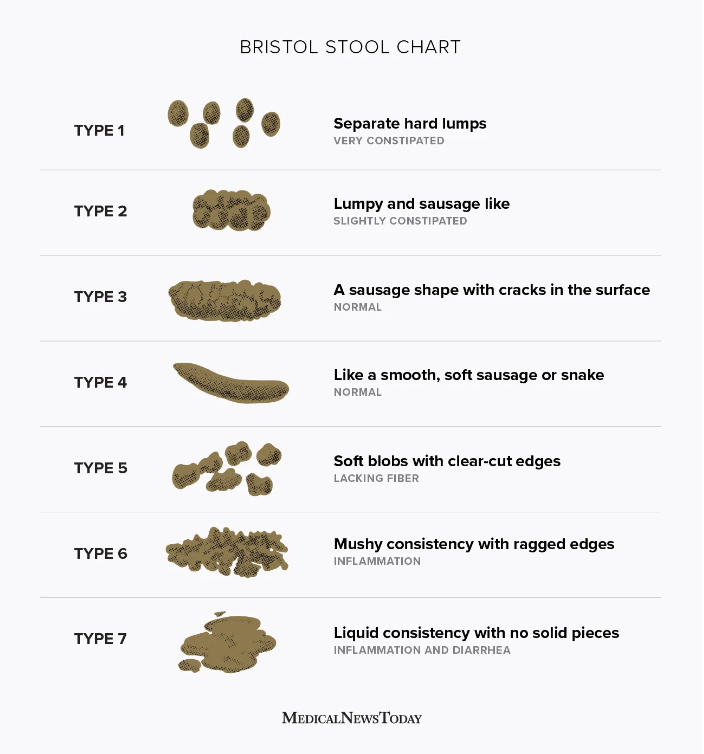 BRISTOL STOOL CHART
TYPE 1
Separate hard lumps
VERY CONSTIPATED
TYPE 2
Lumpy and sausage like
SLIGHTLY CONSTIPATED
TYPE 3
A sausage shape with cracks in the surface
NORMAL
TYPE 4
Like a smooth, soft sausage or snake
NORMAL
TYPE 5
Soft blobs with clear-cut edges
LACKING FIBER
TYPE 6
Mushy consistency with ragged edges
INFLAMMATION
TYPE 7
Liquid consistency with no solid pieces
INFLAMMATION AND DIARRHEA
MEDICALNEWSTODAY